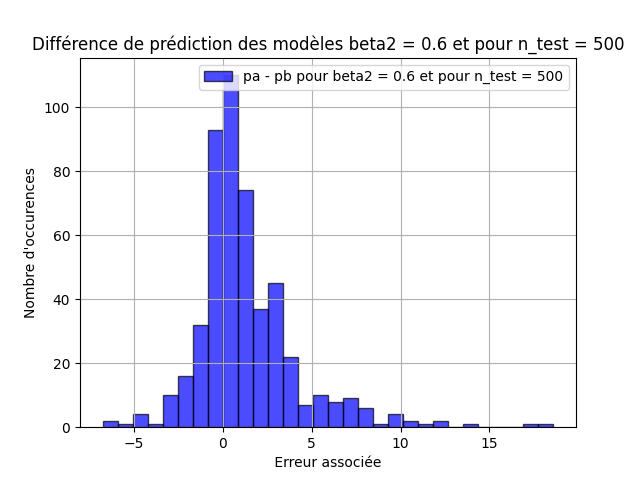 Différence de prédiction des modèles beta2 = 0.6 et pour n_test = 500
pa - pb pour beta2 = 0.6 et pour n_test = 500
Nombre d'occurences
100
80
60
40
20
0
−5 0 5 10 15
Erreur associée